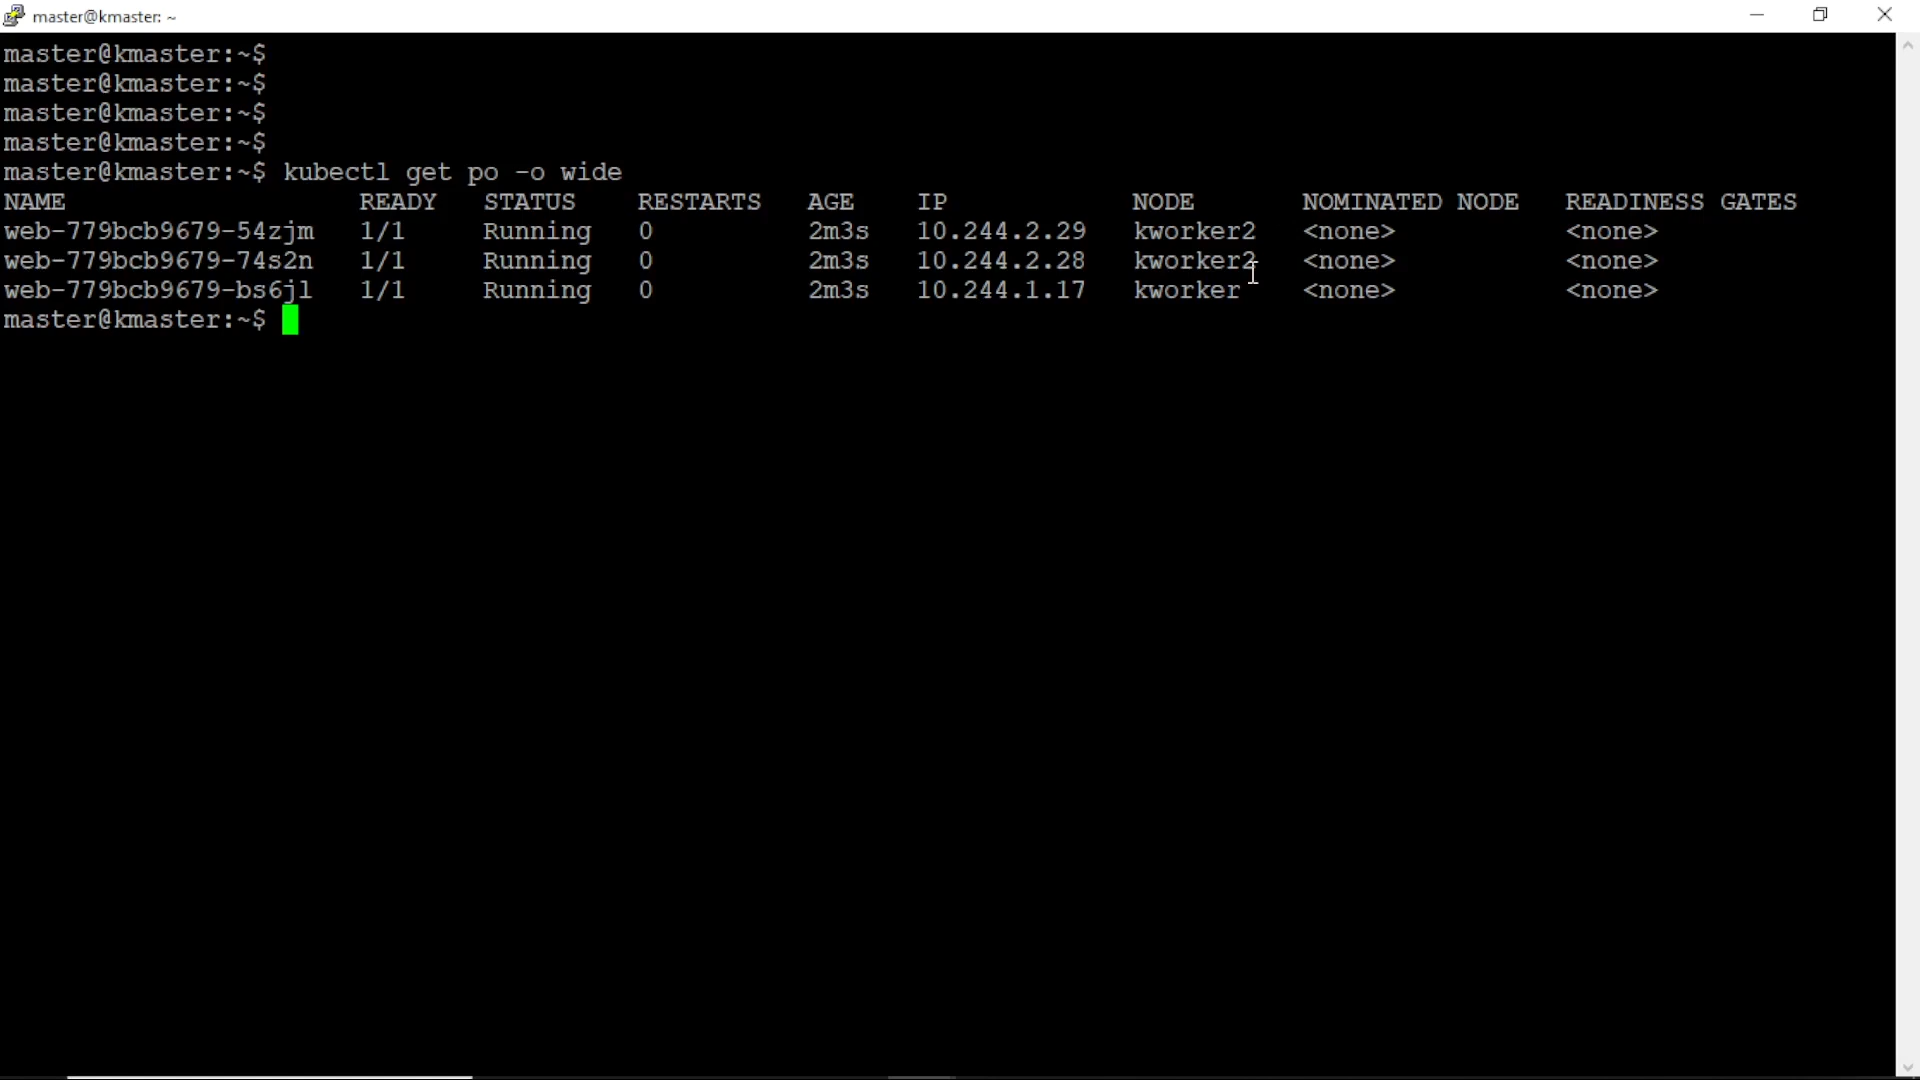 master@kmaster: ~
master@kmaster:~$
master@kmaster:~$
master@kmaster:~$
master@kmaster:~$
master@kmaster:~$ kubectl get po -o wide
NAME READY STATUS RESTARTS AGE IP NODE NOMINATED NODE READINESS GATES
web-779bcb9679-54zjm 1/1 Running 0 2m3s 10.244.2.29 kworker2 <none> <none>
web-779bcb9679-74s2n 1/1 Running 0 2m3s 10.244.2.28 kworker2 <none> <none>
web-779bcb9679-bs6jl 1/1 Running 0 2m3s 10.244.1.17 kworker <none> <none>
master@kmaster:~$